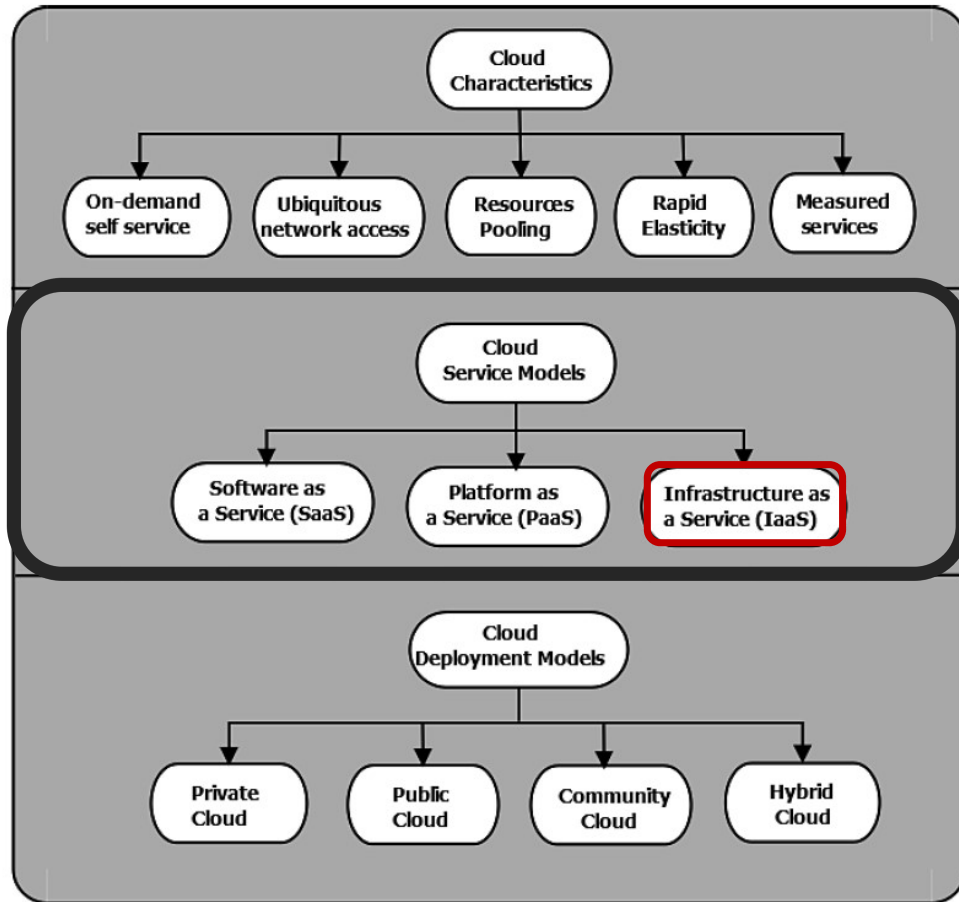 Cloud
Characteristics
On-demand
self service
Ubiquitous
network access
Resources
Pooling
Rapid
Elasticity
Measured
services
Cloud
Service Models
Software as
a Service (SaaS)
Platform as
a Service (PaaS)
Infrastructure as
a Service (IaaS)
Cloud
Deployment Models
Private
Cloud
Public
Cloud
Community
Cloud
Hybrid
Cloud